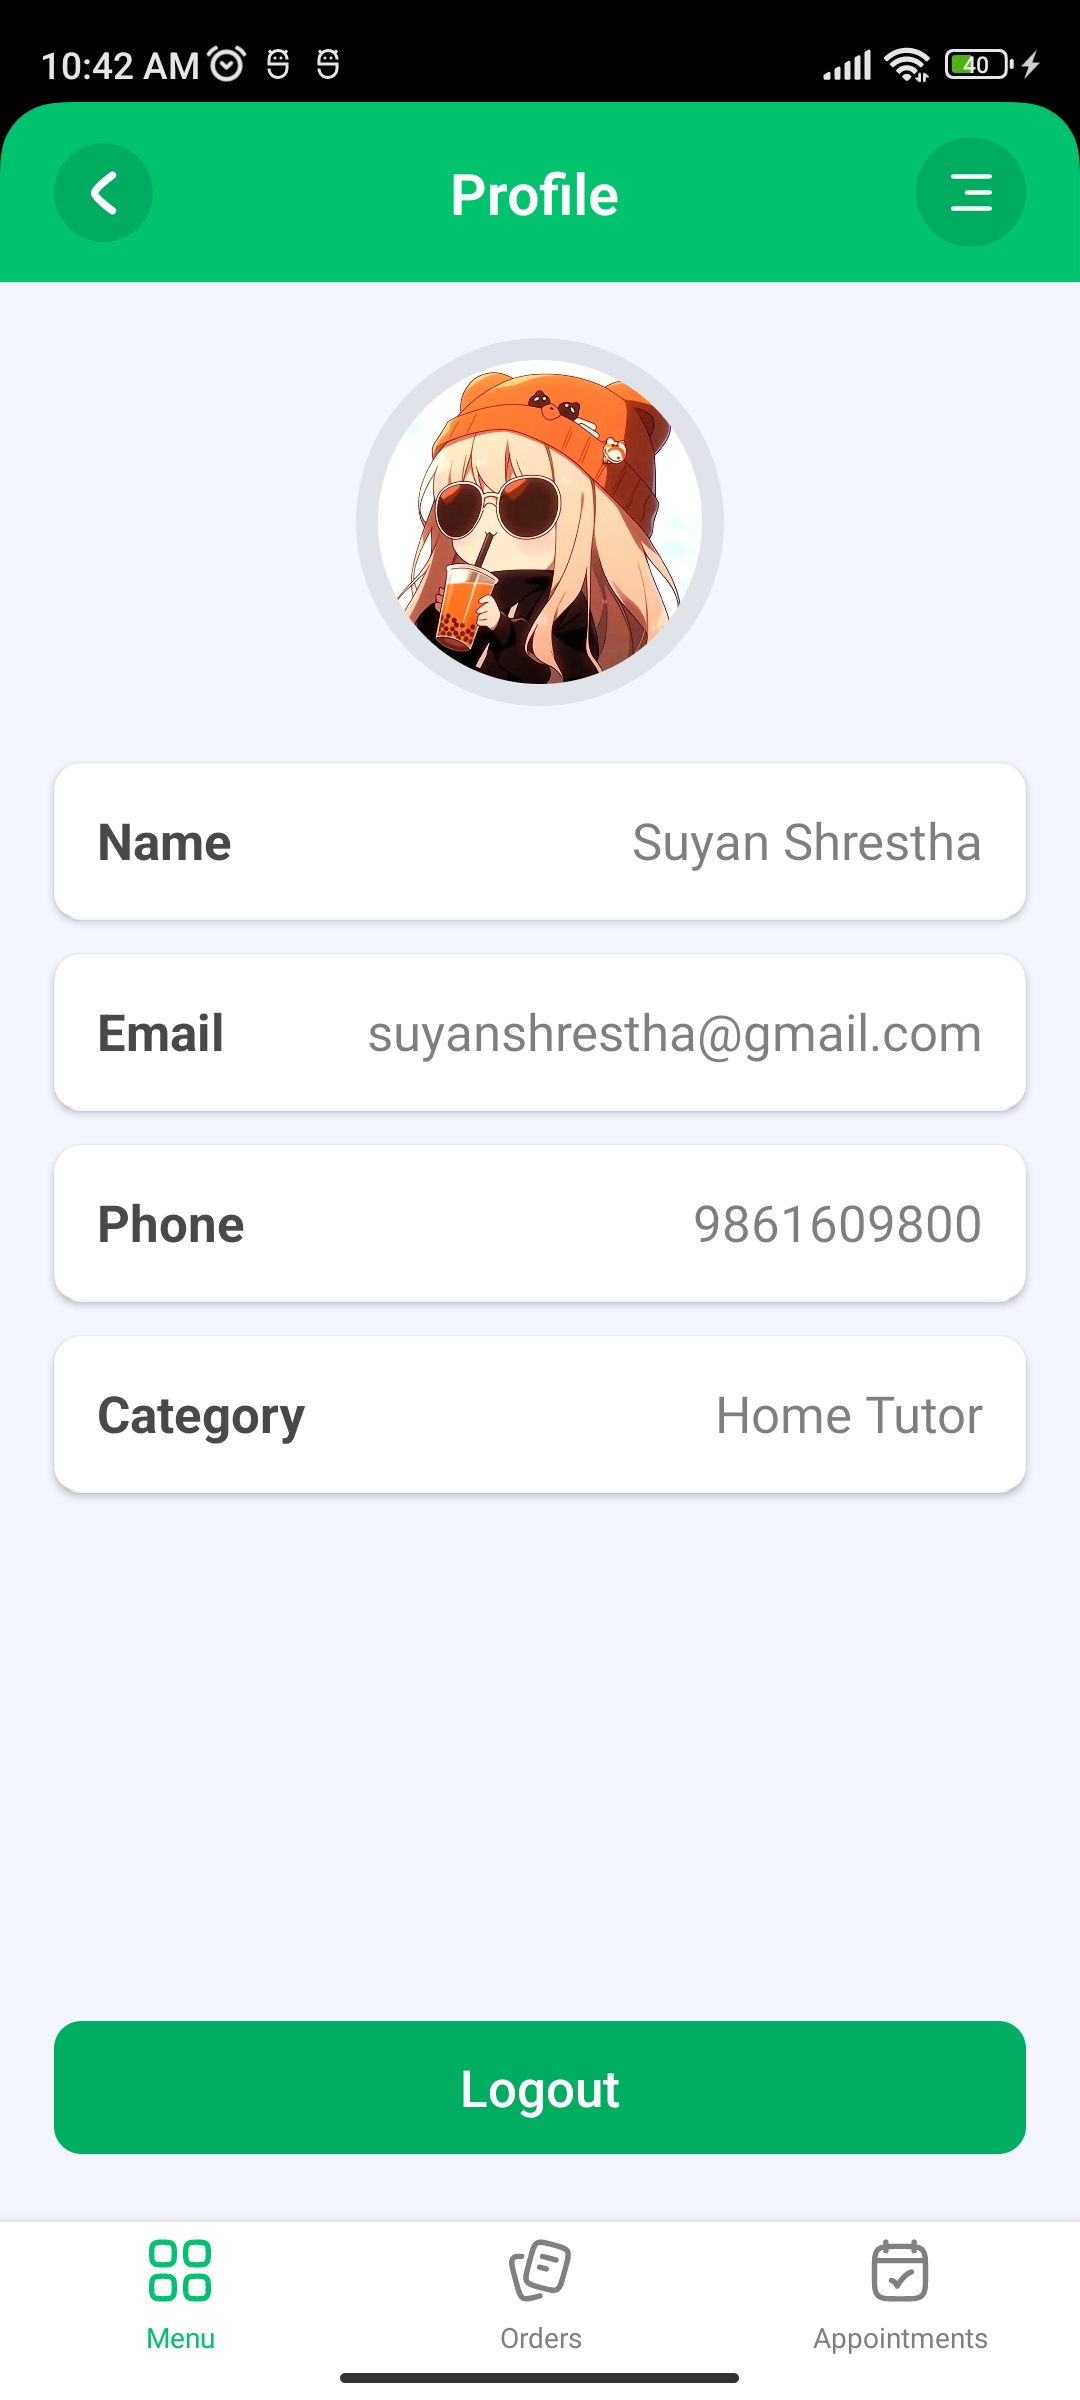 10:42 AM
40
Profile
Name Suyan Shrestha
Email suyanshrestha@gmail.com
Phone 9861609800
Category Home Tutor
Logout
Menu Orders Appointments